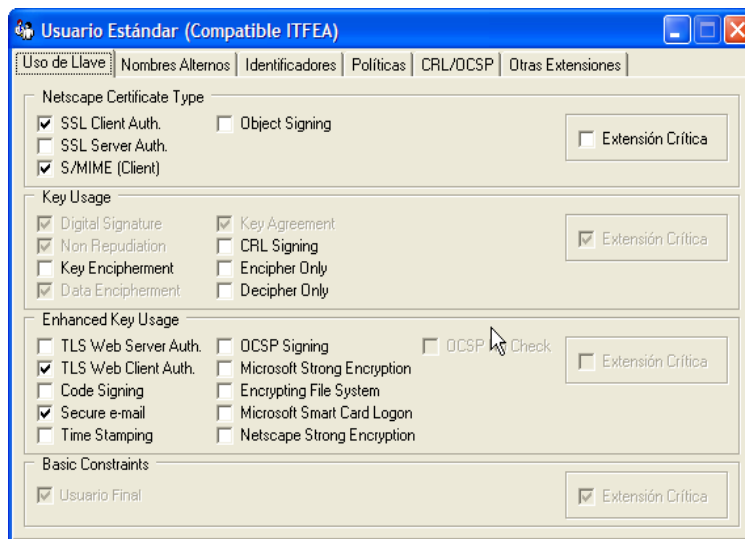 Usuario Estándar (Compatible ITFEA)
Uso de Llave Nombres Alternos Identificadores Políticas CRL/OCSP Otras Extensiones
Netscape Certificate Type
SSL Client Auth. Object Signing
SSL Server Auth. Extensión Crítica
S/MIME (Client)
Key Usage
Digital Signature Key Agreement
Non Repudiation CRL Signing Extensión Crítica
Key Encipherment Encipher Only
Data Encipherment Decipher Only
Enhanced Key Usage
TLS Web Server Auth. OCSP Signing OCSP Check
TLS Web Client Auth. Microsoft Strong Encryption Extensión Crítica
Code Signing Encrypting File System
Secure e-mail Microsoft Smart Card Logon
Time Stamping Netscape Strong Encryption
Basic Constraints
Usuario Final Extensión Crítica